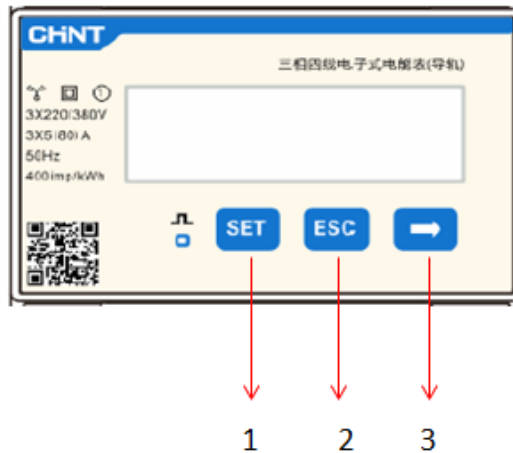 CHNT
三相四线电子式电能表(导轨)
3X220/380V
3X5(80)A
50Hz
400imp/kWh
SET
ESC
1
2
3